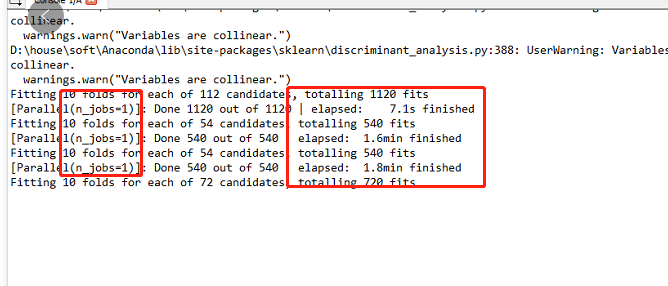 Console 1/A
collinear.
warnings.warn("Variables are collinear.")
D:\house\soft\Anaconda\lib\site-packages\sklearn\discriminant_analysis.py:388: UserWarning: Variables
collinear.
warnings.warn("Variables are collinear.")
Fitting 10 folds for each of 112 candidates, totalling 1120 fits
[Parallel(n_jobs=1)]: Done 1120 out of 1120 | elapsed: 7.1s finished
Fitting 10 folds for each of 54 candidates, totalling 540 fits
[Parallel(n_jobs=1)]: Done 540 out of 540 | elapsed: 1.6min finished
Fitting 10 folds for each of 54 candidates, totalling 540 fits
[Parallel(n_jobs=1)]: Done 540 out of 540 | elapsed: 1.8min finished
Fitting 10 folds for each of 72 candidates, totalling 720 fits